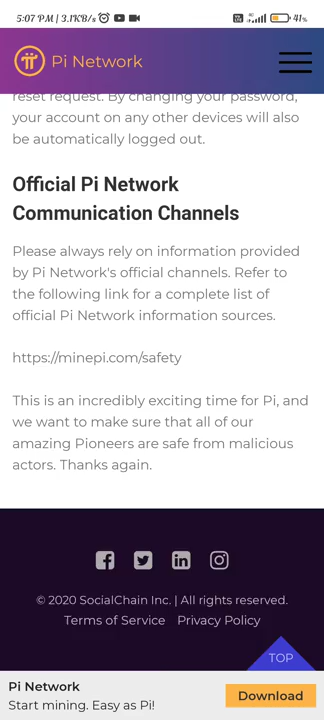 5:07 PM | 3.1KB/s
41%
Pi Network
reset request. By changing your password,
your account on any other devices will also
be automatically logged out.
Official Pi Network
Communication Channels
Please always rely on information provided
by Pi Network's official channels. Refer to
the following link for a complete list of
official Pi Network information sources.
https://minepi.com/safety
This is an incredibly exciting time for Pi, and
we want to make sure that all of our
amazing Pioneers are safe from malicious
actors. Thanks again.
© 2020 SocialChain Inc. | All rights reserved.
Terms of Service Privacy Policy
TOP
Pi Network
Start mining. Easy as Pi!
Download